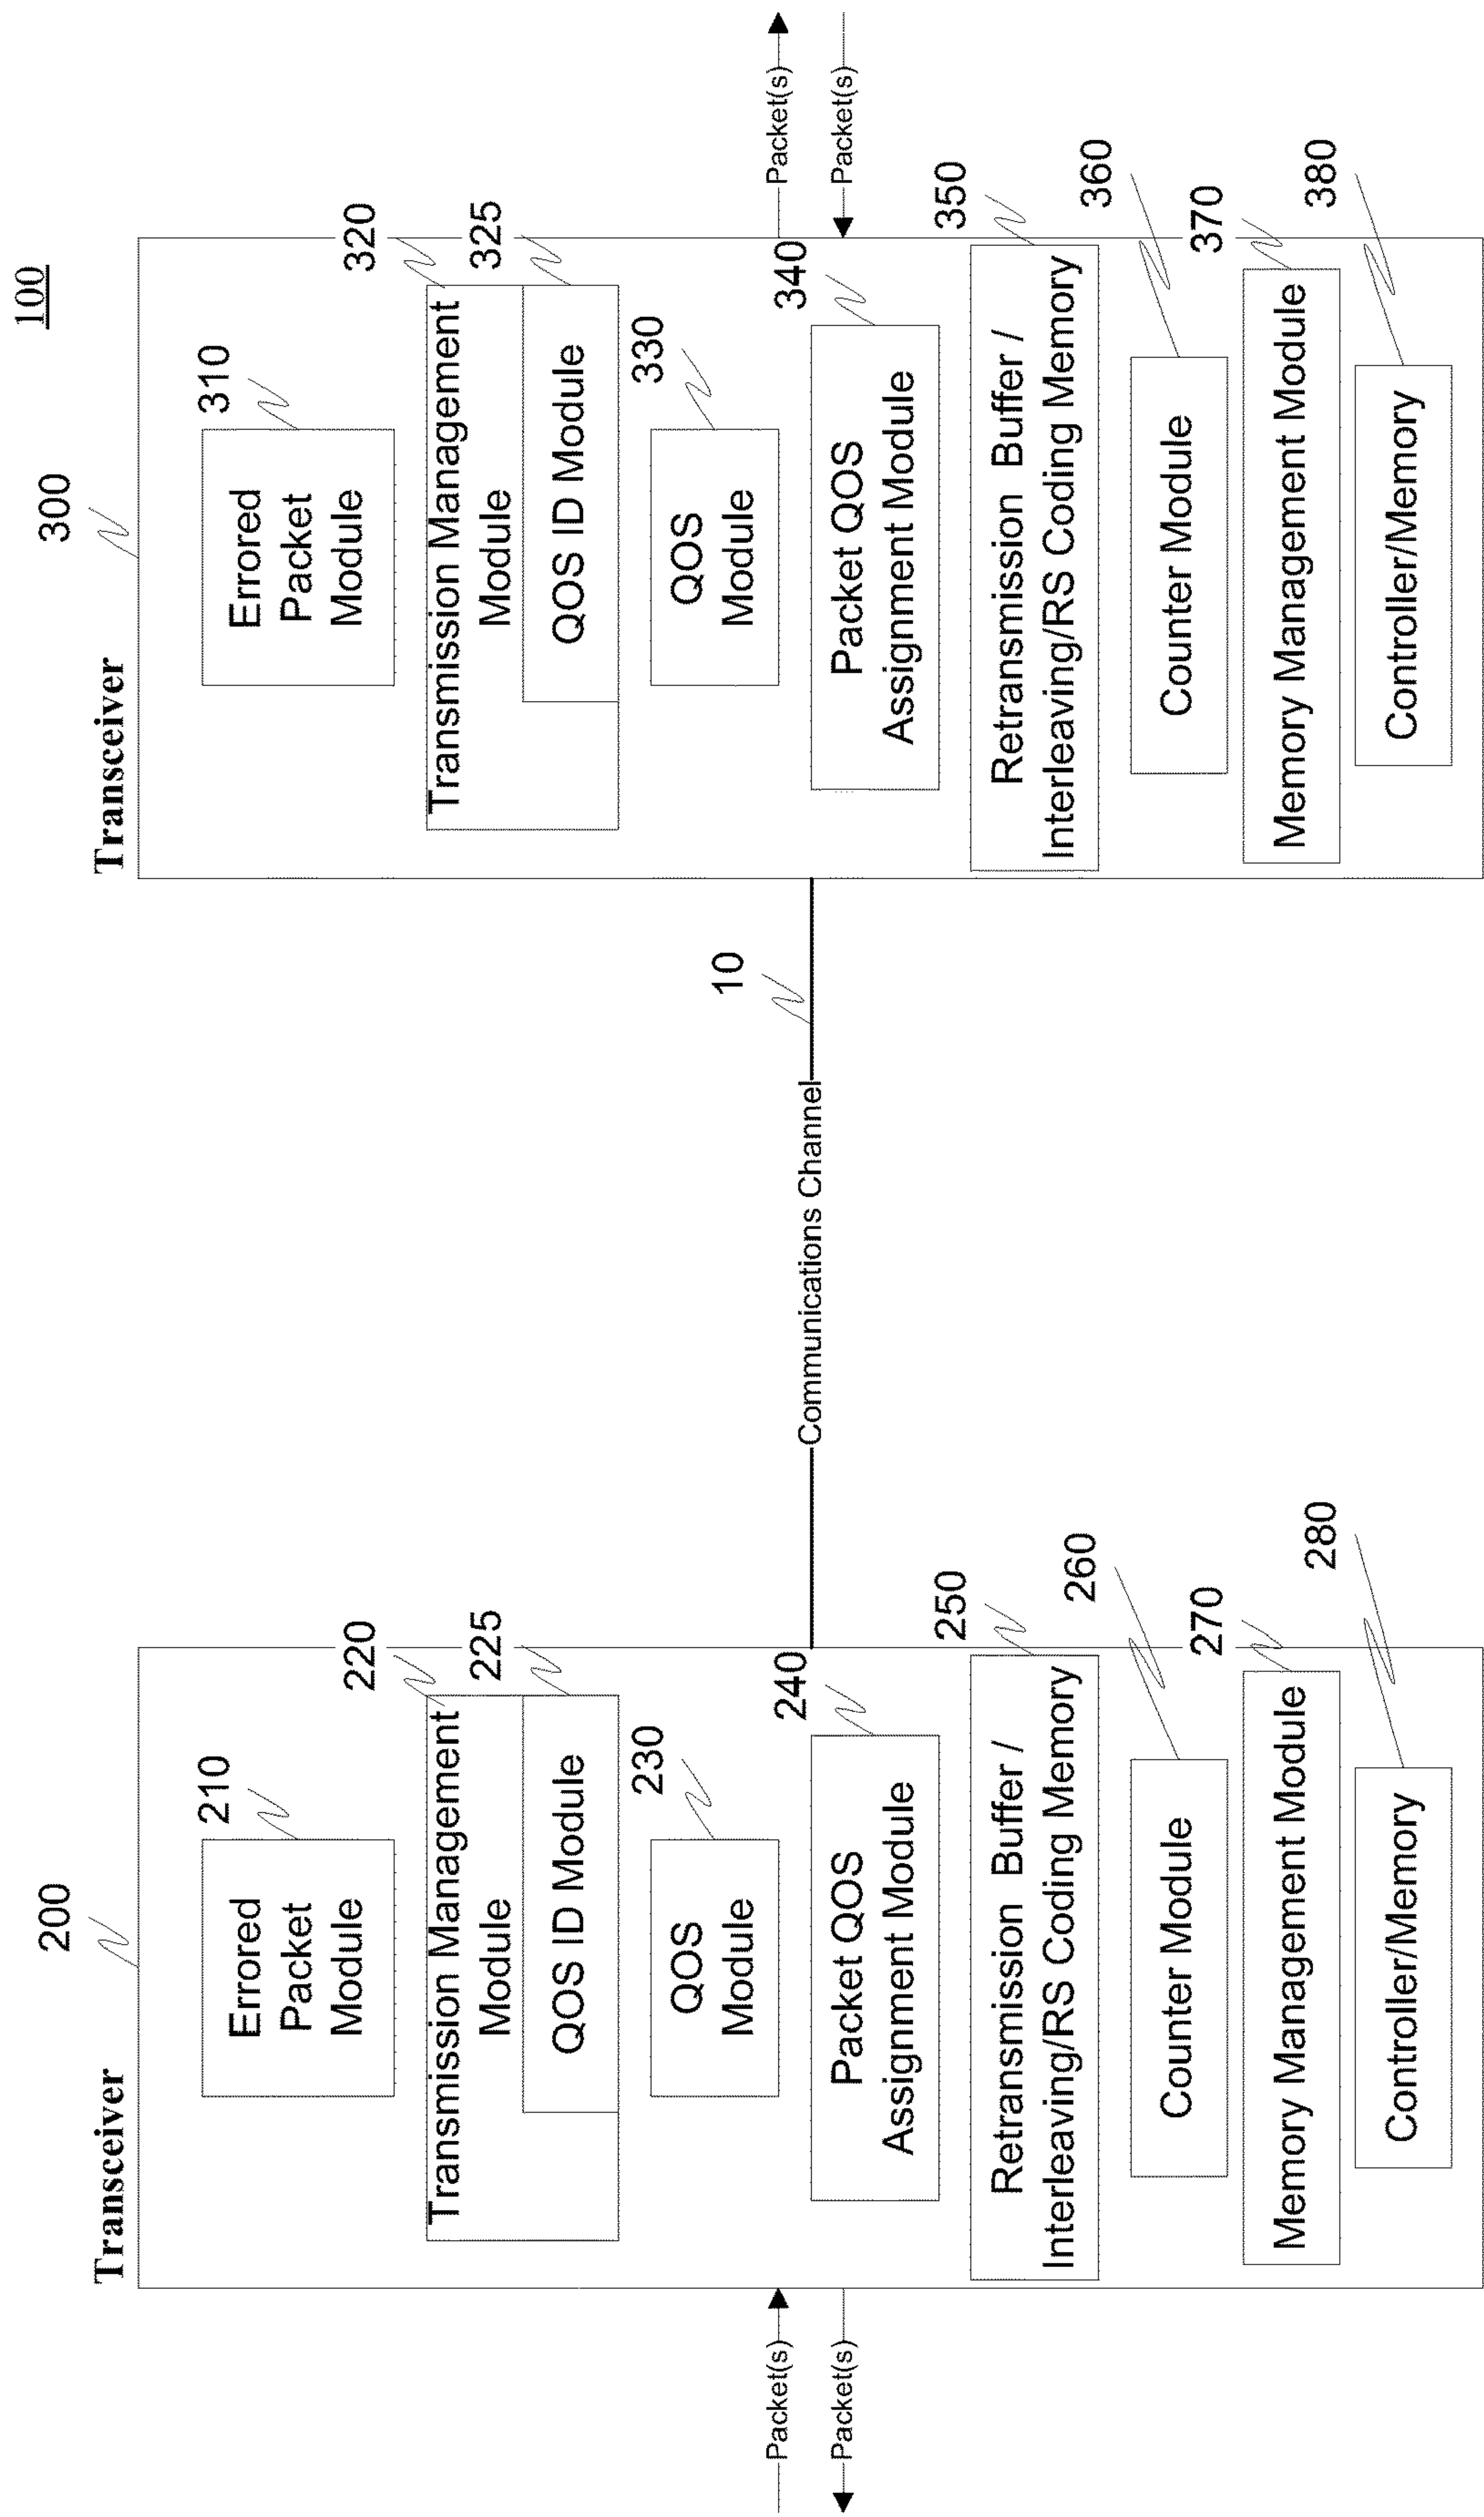 100
Transceiver
200
Errored
Packet
Module
210
Transmission Management
Module
220
QOS ID Module
225
QOS
Module
230
Packet QOS
Assignment Module
240
Retransmission Buffer /
Interleaving/RS Coding Memory
250
Counter Module
260
Memory Management Module
270
Controller/Memory
280
Packet(s)
Packet(s)
Communications Channel
10
Transceiver
300
Errored
Packet
Module
310
Transmission Management
Module
320
QOS ID Module
325
QOS
Module
330
Packet QOS
Assignment Module
340
Retransmission Buffer /
Interleaving/RS Coding Memory
350
Counter Module
360
Memory Management Module
370
Controller/Memory
380
Packet(s)
Packet(s)